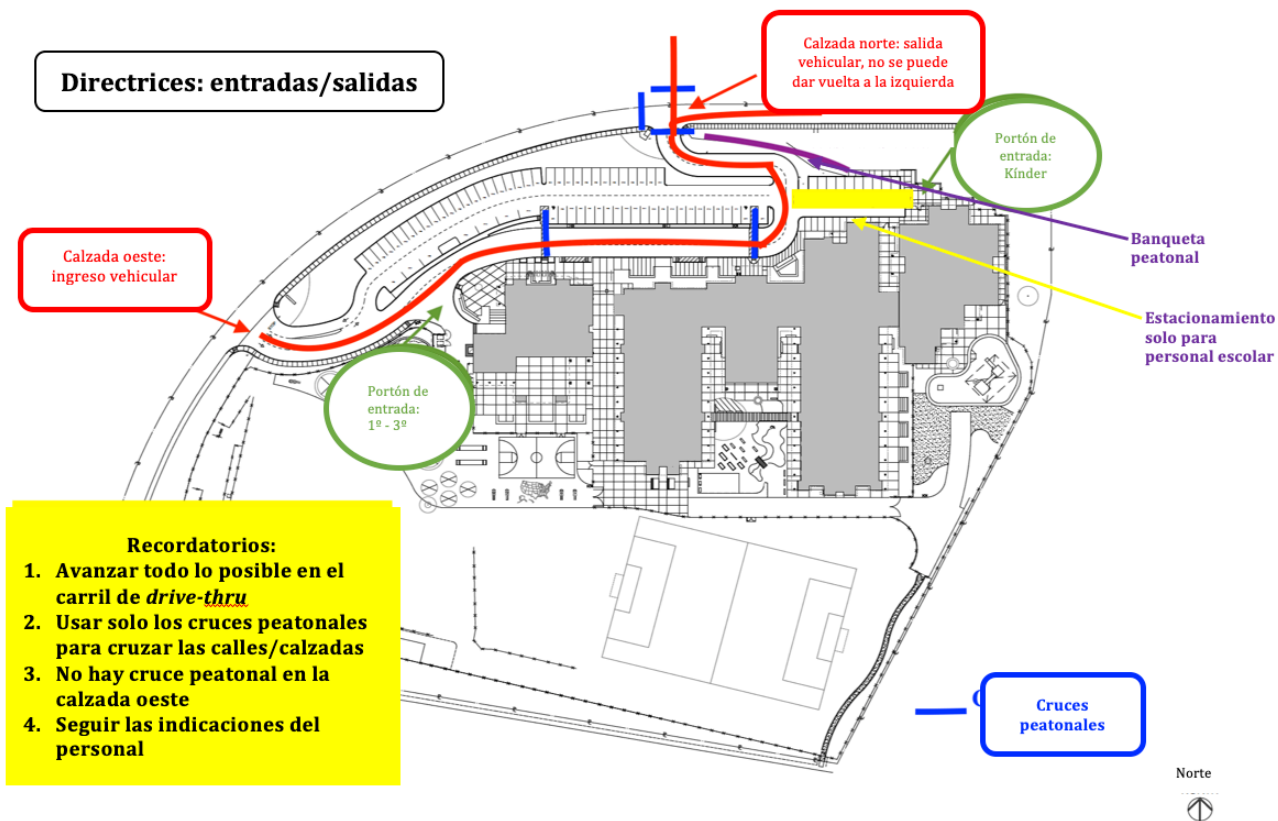 Directrices: entradas/salidas
Calzada norte: salida
vehicular, no se puede
dar vuelta a la izquierda
Portón de
entrada:
Kínder
Calzada oeste:
ingreso vehicular
Banqueta
peatonal
Estacionamiento
solo para
personal escolar
Portón de
entrada:
1º - 3º
Recordatorios:
1. Avanzar todo lo posible en el
carril de drive-thru
2. Usar solo los cruces peatonales
para cruzar las calles/calzadas
3. No hay cruce peatonal en la
calzada oeste
4. Seguir las indicaciones del
personal
Cruces
peatonales
Norte